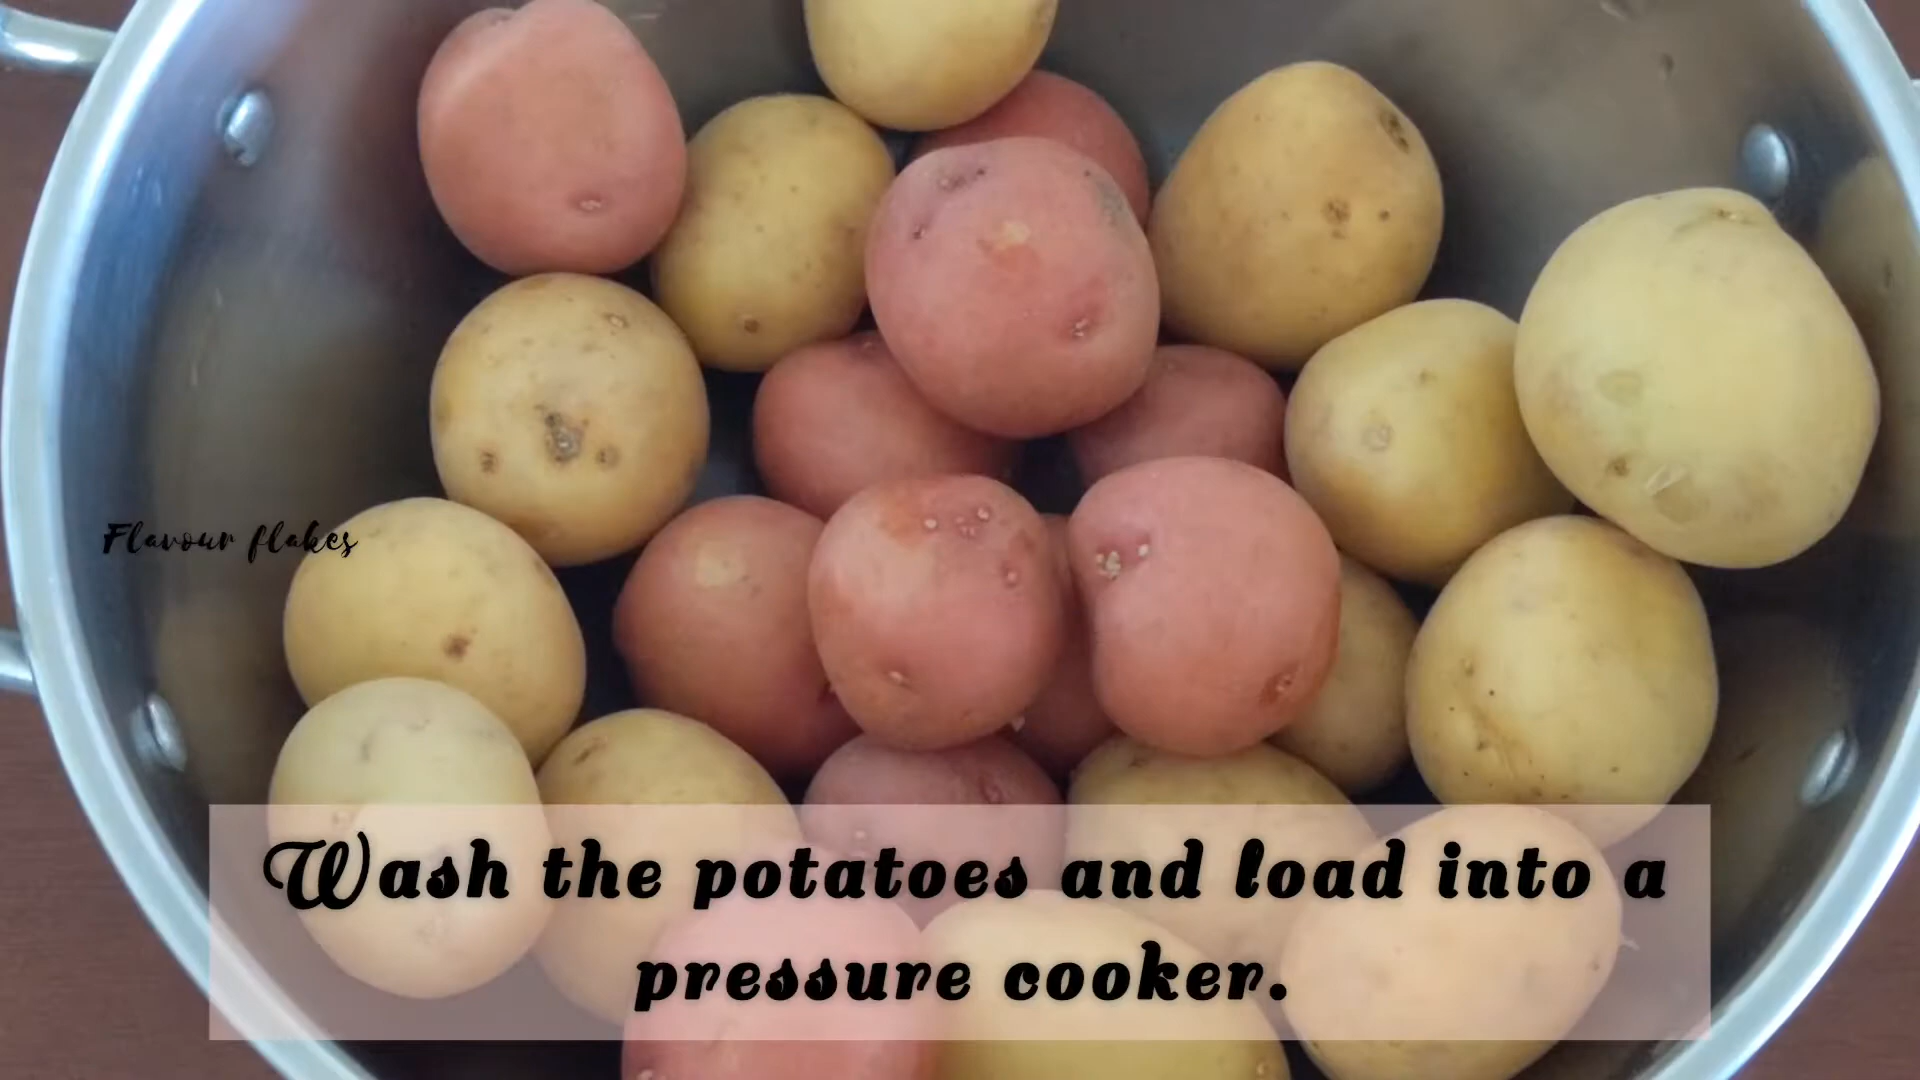 Flavour flakes
Wash the potatoes and load into a
pressure cooker.